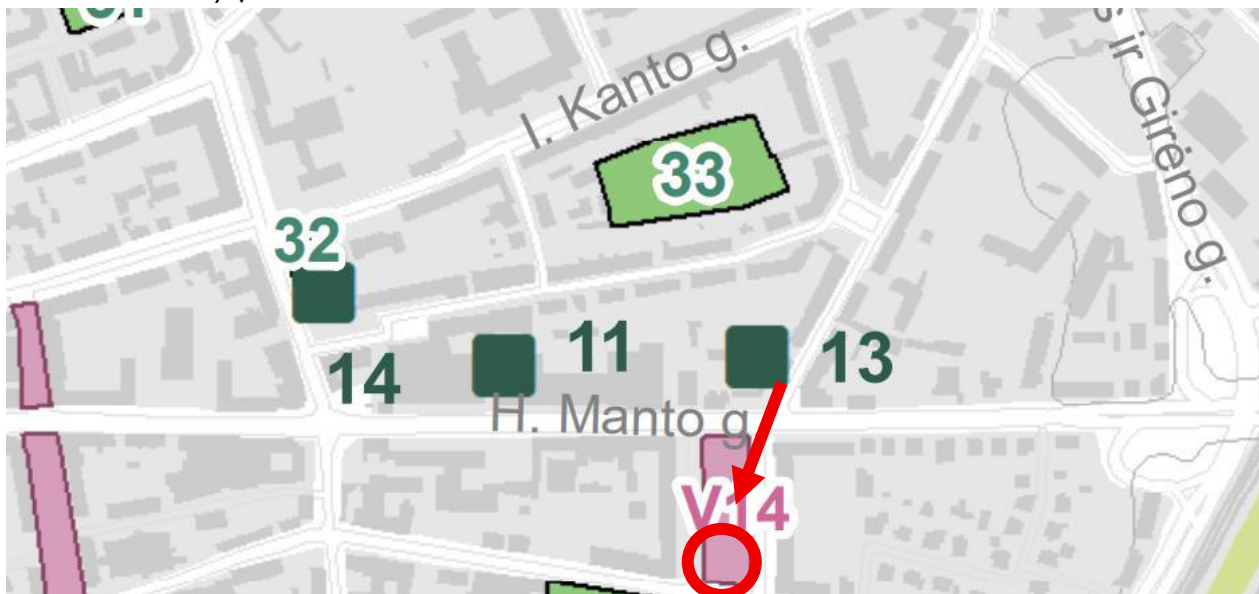 I. Kanto g.
s ir Girėno g.
33
32
11
13
14
H. Manto g
V.14